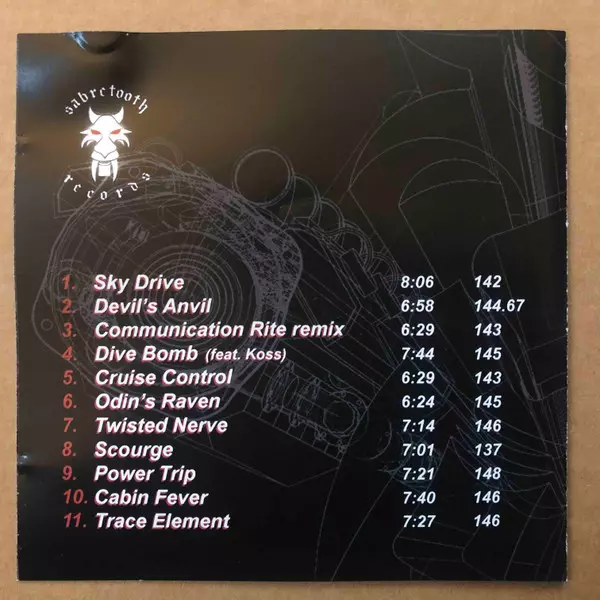 sabretooth
records
1. Sky Drive 8:06 142
2. Devil's Anvil 6:58 144.67
3. Communication Rite remix 6:29 143
4. Dive Bomb (feat. Koss) 7:44 145
5. Cruise Control 6:29 143
6. Odin's Raven 6:24 145
7. Twisted Nerve 7:14 146
8. Scourge 7:01 137
9. Power Trip 7:21 148
10. Cabin Fever 7:40 146
11. Trace Element 7:27 146